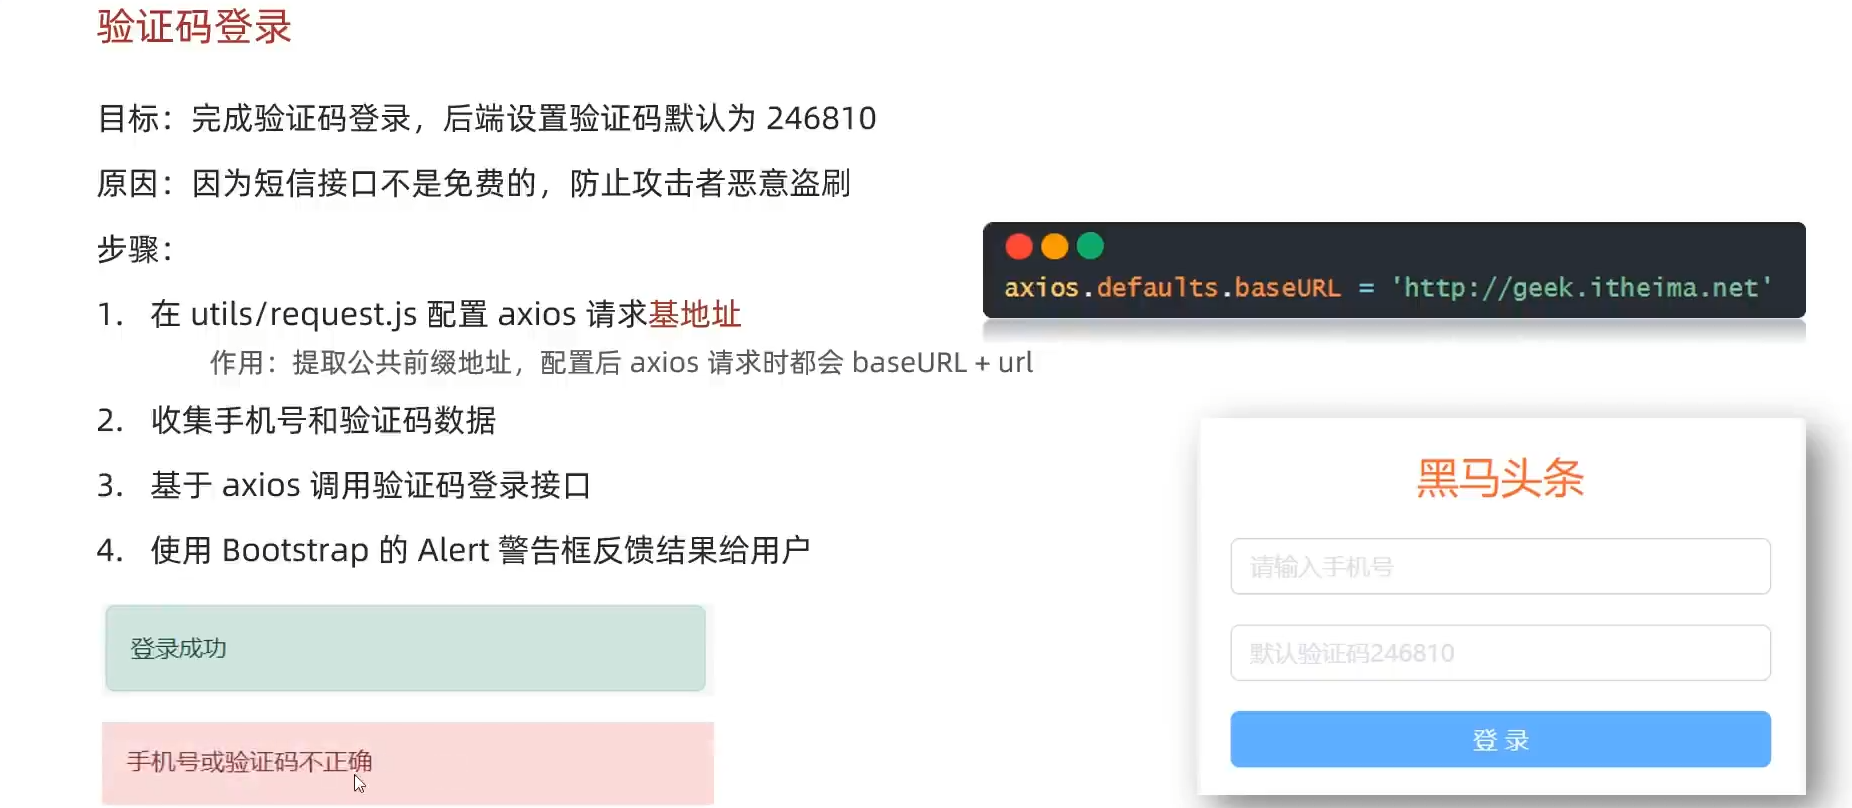 验证码登录
目标：完成验证码登录，后端设置验证码默认为 246810
原因：因为短信接口不是免费的，防止攻击者恶意盗刷
步骤：
1. 在 utils/request.js 配置 axios 请求基地址
作用：提取公共前缀地址，配置后 axios 请求时都会 baseURL + url
2. 收集手机号和验证码数据
3. 基于 axios 调用验证码登录接口
4. 使用 Bootstrap 的 Alert 警告框反馈结果给用户
登录成功
手机号或验证码不正确
axios.defaults.baseURL = 'http://geek.itheima.net'
黑马头条
请输入手机号
默认验证码246810
登 录